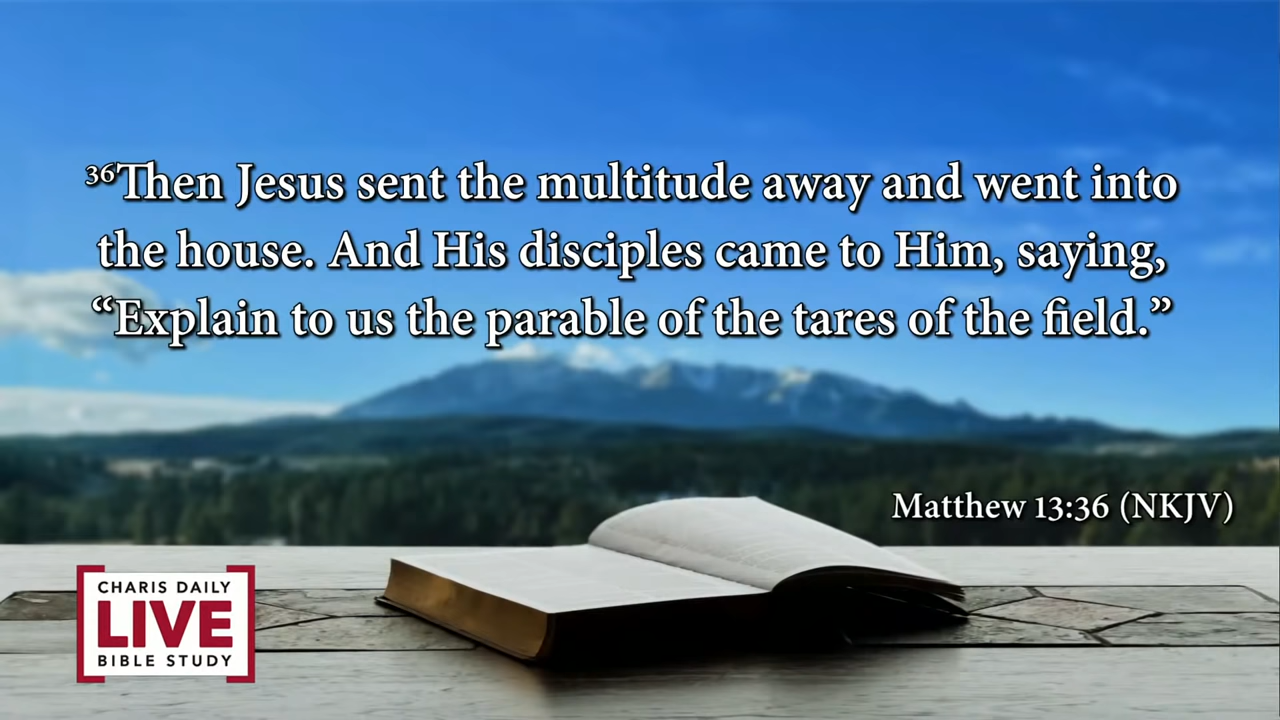 ³⁶Then Jesus sent the multitude away and went into
the house. And His disciples came to Him, saying,
“Explain to us the parable of the tares of the field.”
Matthew 13:36 (NKJV)
CHARIS DAILY
LIVE
BIBLE STUDY